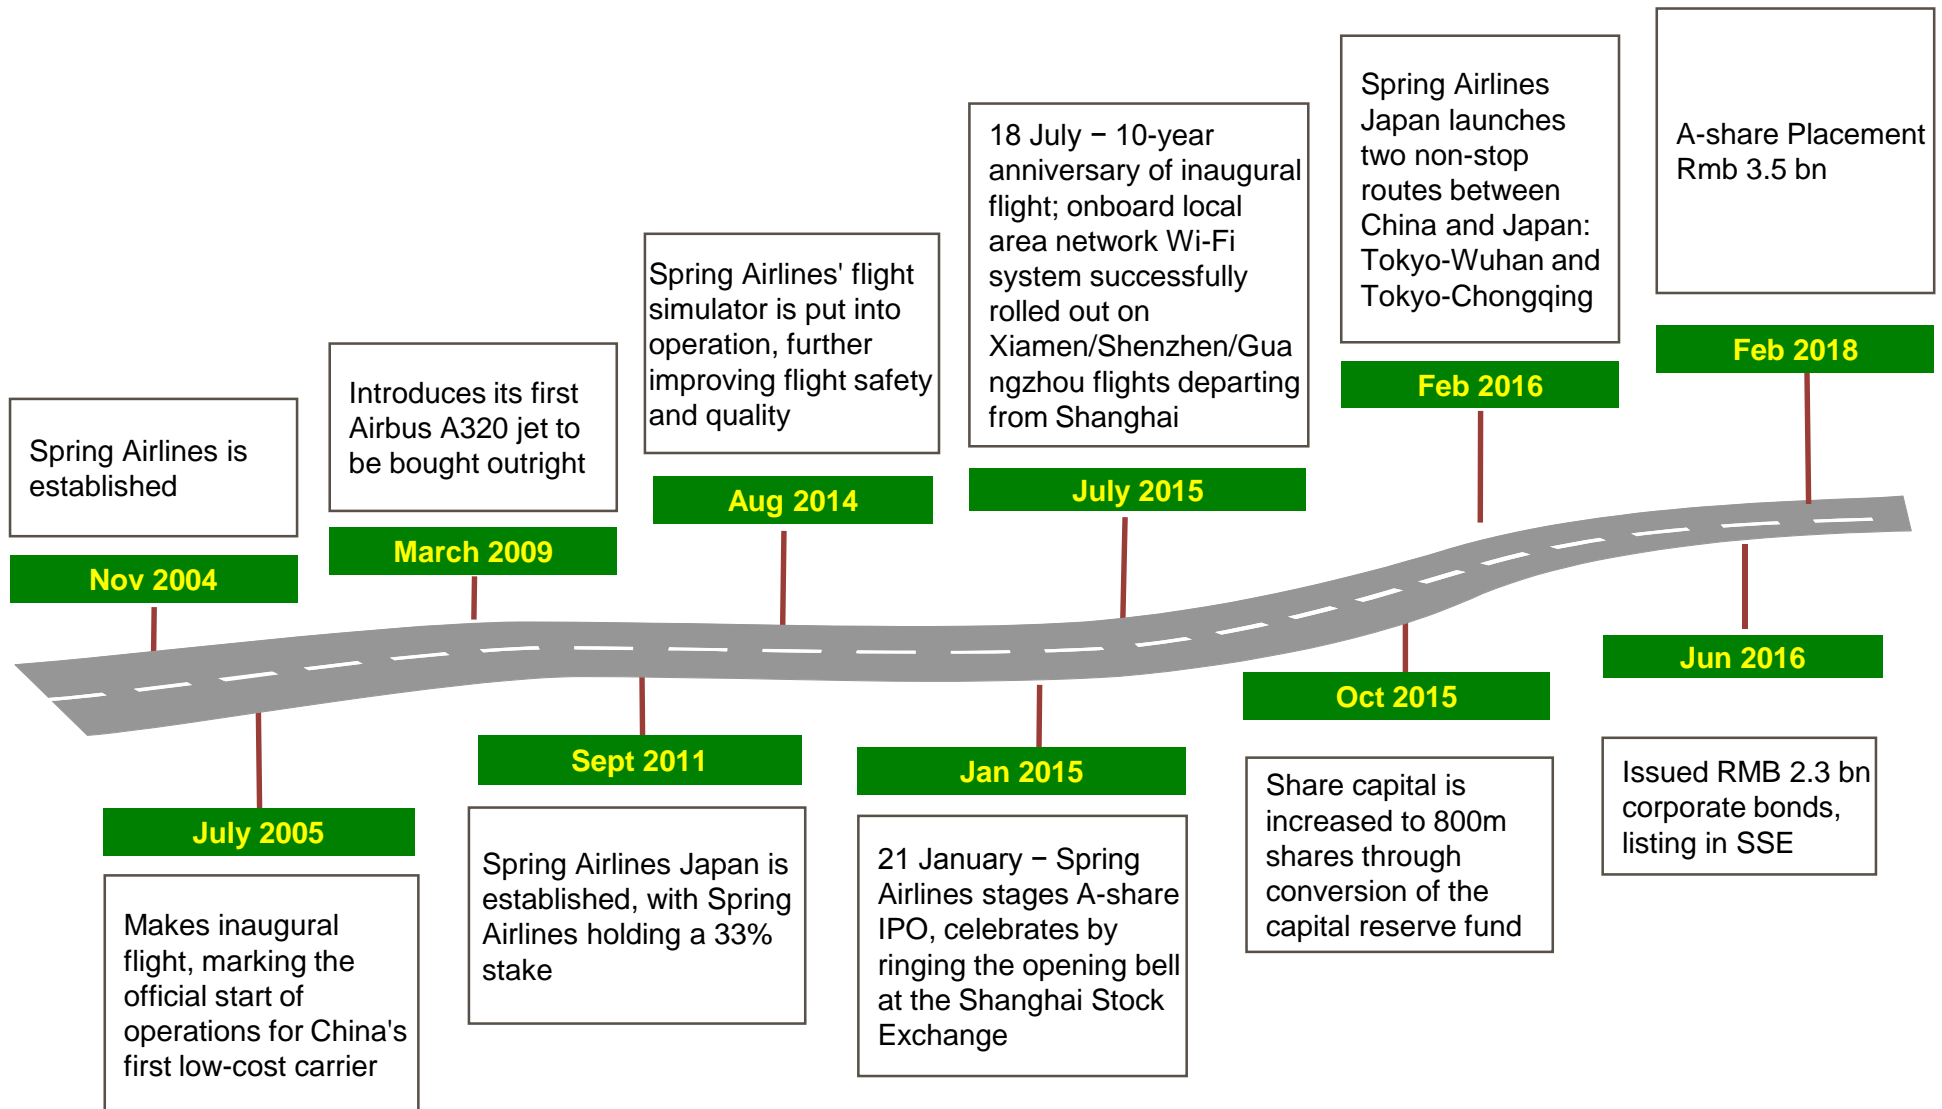 Spring Airlines is
established
Nov 2004
July 2005
Makes inaugural
flight, marking the
official start of
operations for China's
first low-cost carrier
Introduces its first
Airbus A320 jet to
be bought outright
March 2009
Sept 2011
Spring Airlines Japan is
established, with Spring
Airlines holding a 33%
stake
Spring Airlines' flight
simulator is put into
operation, further
improving flight safety
and quality
Aug 2014
Jan 2015
21 January − Spring
Airlines stages A-share
IPO, celebrates by
ringing the opening bell
at the Shanghai Stock
Exchange
18 July − 10-year
anniversary of inaugural
flight; onboard local
area network Wi-Fi
system successfully
rolled out on
Xiamen/Shenzhen/Gua
ngzhou flights departing
from Shanghai
July 2015
Oct 2015
Share capital is
increased to 800m
shares through
conversion of the
capital reserve fund
Spring Airlines
Japan launches
two non-stop
routes between
China and Japan:
Tokyo-Wuhan and
Tokyo-Chongqing
Feb 2016
Jun 2016
Issued RMB 2.3 bn
corporate bonds,
listing in SSE
A-share Placement
Rmb 3.5 bn
Feb 2018